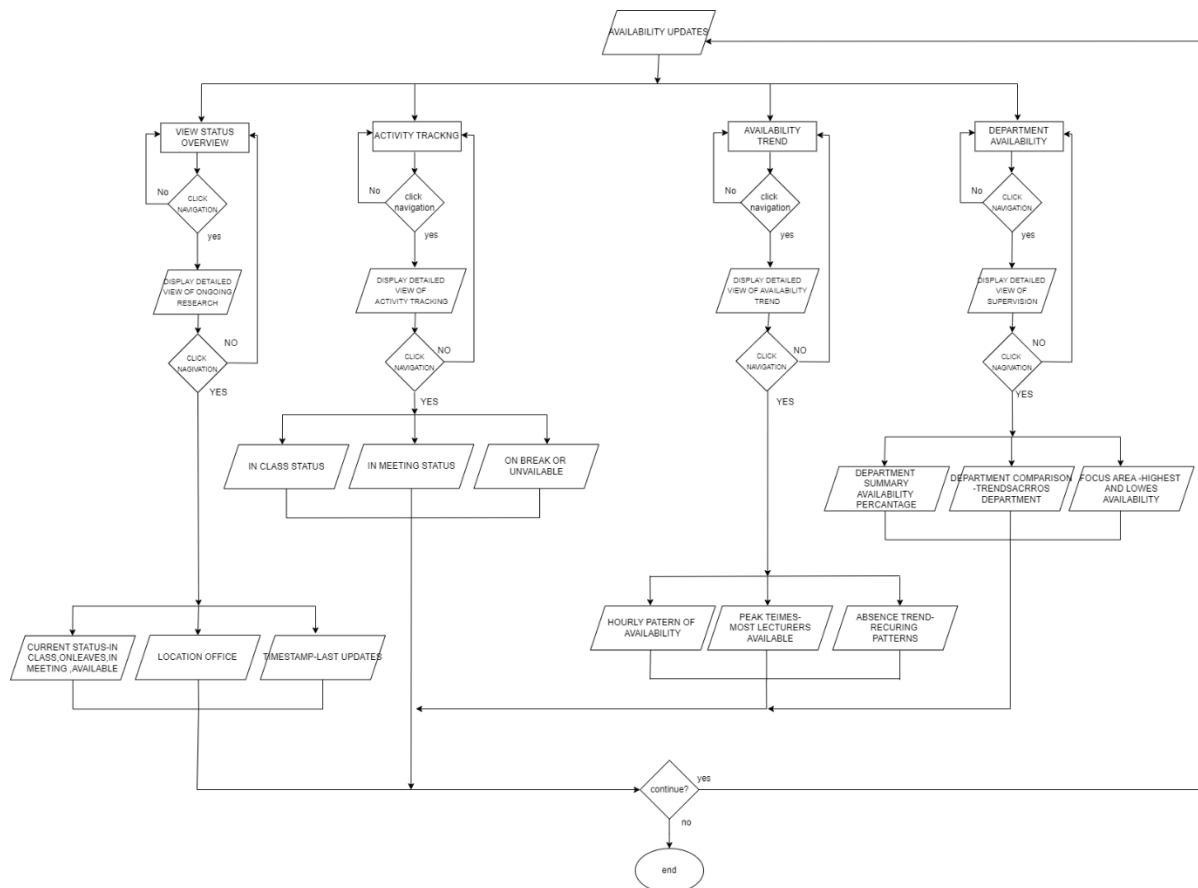 AVAILABILITY UPDATES
VIEW STATUS
OVERVIEW
ACTIVITY TRACKNG
AVAILABILITY
TREND
DEPARTMENT
AVAILABILITY
No
CLICK
NAVIGATION
yes
No
click
navigation
yes
No
click
navigation
yes
No
CLICK
NAVIGATION
yes
DISPLAY DETAILED
VIEW OF ONGOING
RESEARCH
DISPLAY DETAILED
VIEW OF
ACTIVITY TRACKING
DISPLAY DETAILED
VIEW OF AVAILABILITY
TREND
DISPLAY DETAILED
VIEW OF
SUPERVISION
CLICK
NAGIVATION
NO
YES
CLICK
NAVIGATION
NO
YES
CLICK
NAVIGATION
NO
YES
CLICK
NAGIVATION
NO
YES
IN CLASS STATUS
IN MEETING STATUS
ON BREAK OR
UNVAILABLE
DEPARTMENT
SUMMARY
AVAILABILITY
PERCANTAGE
DEPARTMENT COMPARISON
-TRENDSACRROS
DEPARTMENT
FOCUS AREA -HIGHEST
AND LOWES
AVAILABILITY
HOURLY PATERN OF
AVAILABILITY
PEAK TEIMES-
MOST LECTURERS
AVAILABLE
ABSENCE TREND-
RECURING
PATTERNS
CURRENT STATUS-IN
CLASS,ONLEAVES,IN
MEETING ,AVAILABLE
LOCATION OFFICE
TIMESTAMP-LAST UPDATES
continue?
yes
no
end